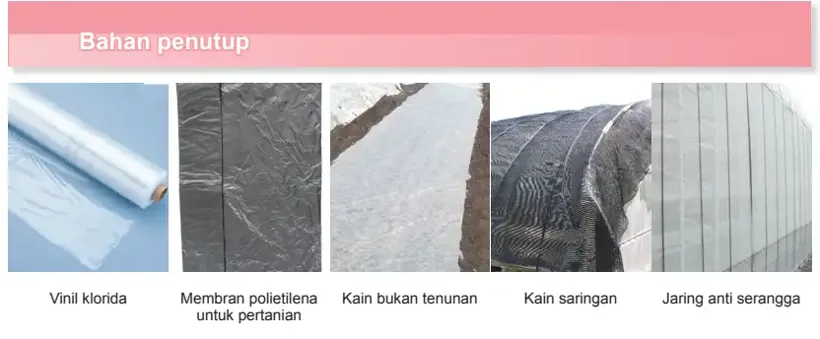 Bahan penutup
Vinil klorida
Membran polietilena
untuk pertanian
Kain bukan tenunan
Kain saringan
Jaring anti serangga